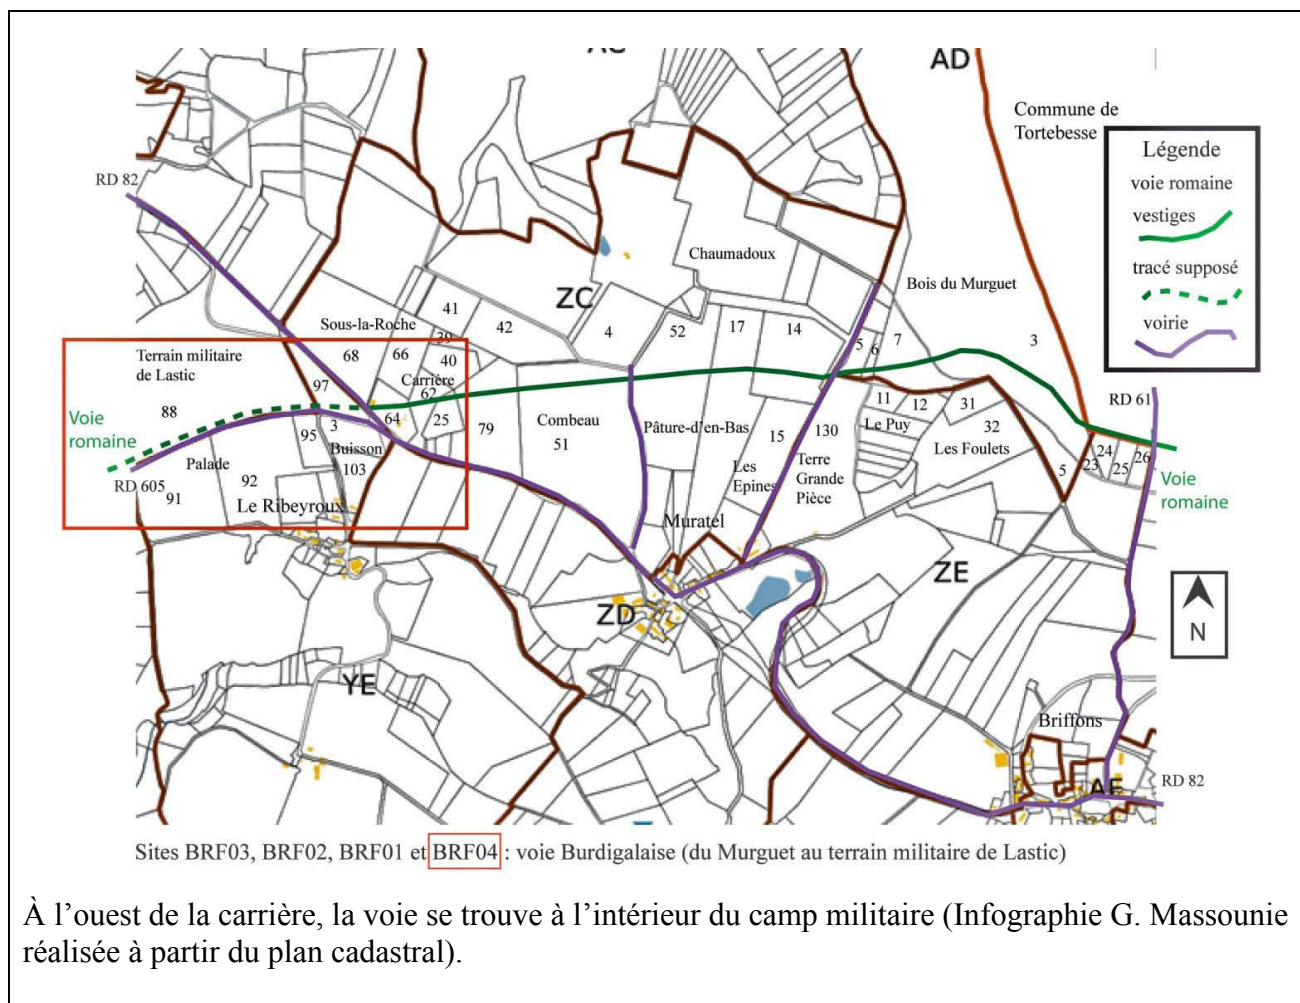 AG
AD
Commune de
Tortebesse
Légende
voie romaine
vestiges
tracé supposé
voirie
RD 82
Chaumadoux
Bois du Murguet
ZC
41
Sous-la-Roche
39
42
4
52
17
14
5
6
7
3
Terrain militaire
de Lastic
68
66
40
Carrière
97
62
88
RD 61
11
12
31
Voie
romaine
3
64
25
79
Combeau
51
Pâture-d'en-Bas
15
130
Le Puy
32
95
Buisson
Les Foulets
24
26
Palade
103
Les
Epines
Terre
Grande
Pièce
5
23
25
Voie
romaine
RD 605
91
92
Le Ribeyroux
Muratel
ZE
N
ZD
YE
Briffons
AE
RD 82
Sites BRF03, BRF02, BRF01 et BRF04 : voie Burdigalaise (du Murguet au terrain militaire de Lastic)
À l’ouest de la carrière, la voie se trouve à l’intérieur du camp militaire (Infographie G. Massounie
réalisée à partir du plan cadastral).